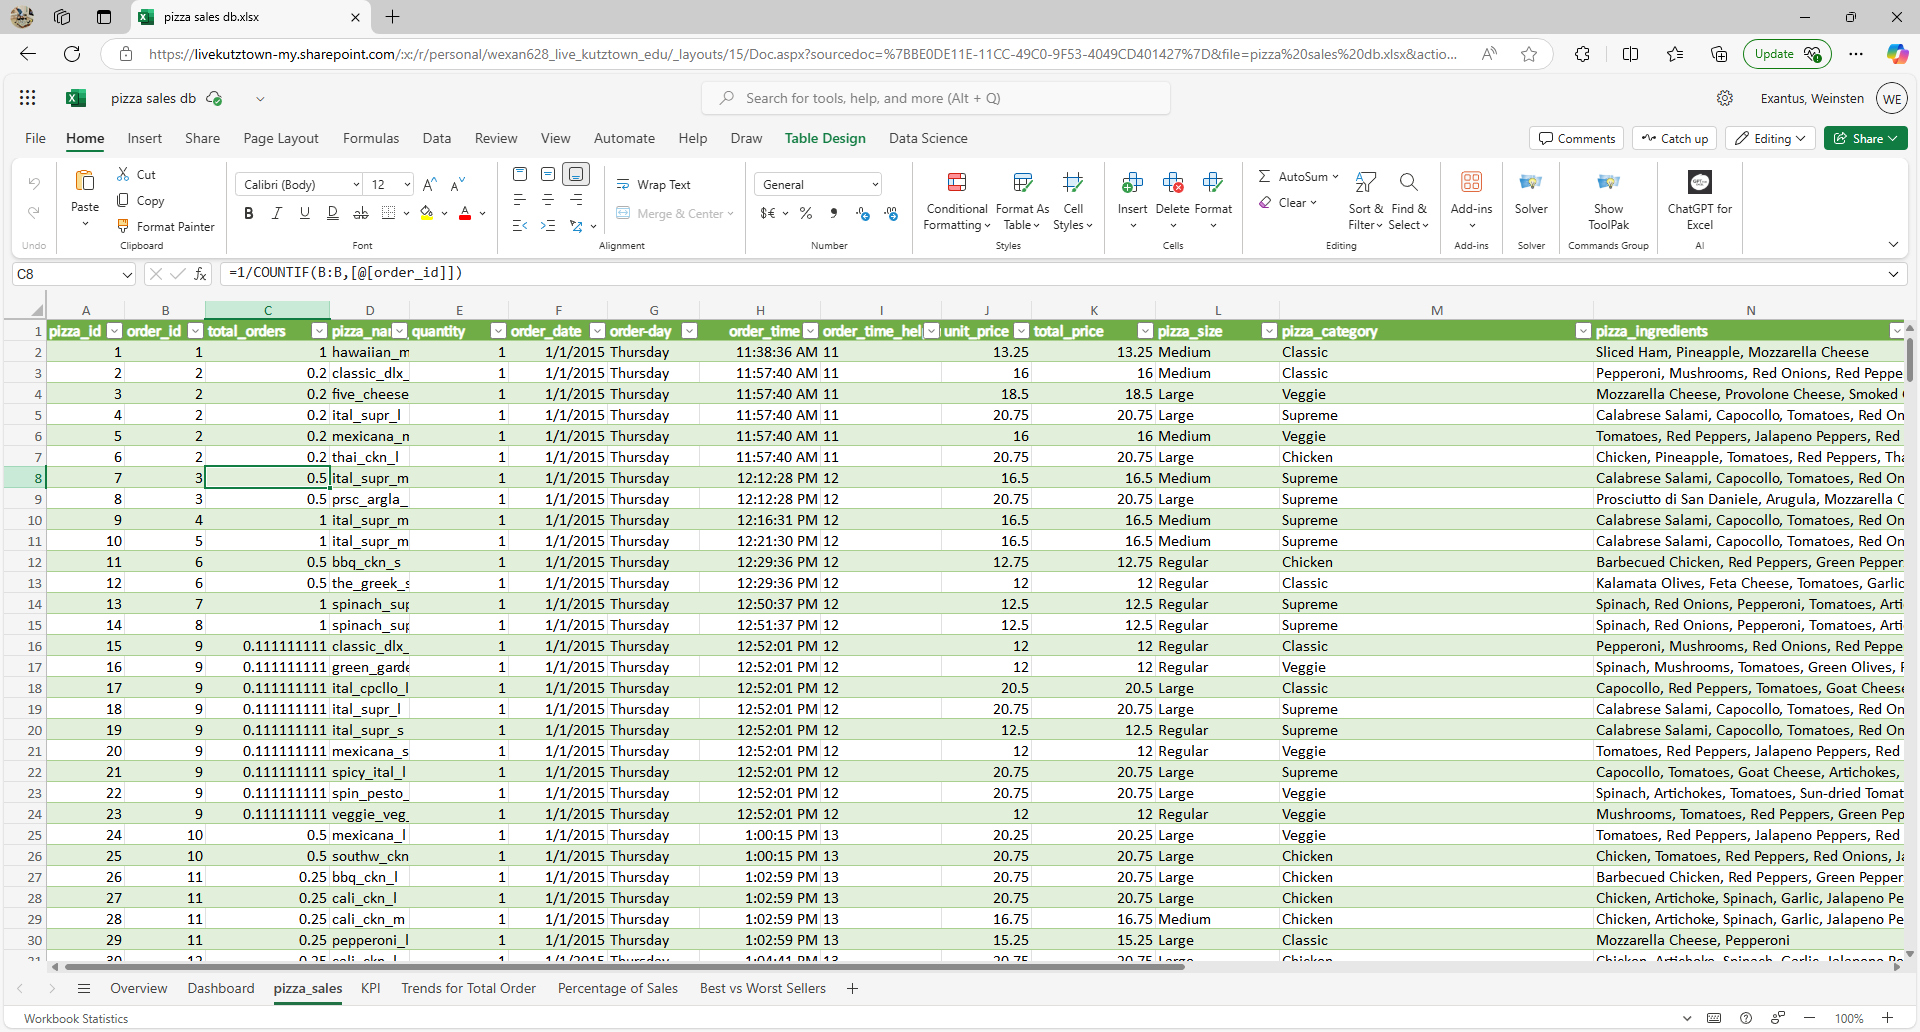 pizza sales db.xlsx
https://livekutztown-my.sharepoint.com/:x:/r/personal/wexan628_live_kutztown_edu/_layouts/15/Doc.aspx?sourcedoc=%7BBE0DE11E-11CC-49C0-9F53-4049CD401427%7D&file=pizza%20sales%20db.xlsx&actio...
Update
pizza sales db
Search for tools, help, and more (Alt + Q)
Exantus, Weinsten WE
File Home Insert Share Page Layout Formulas Data Review View Automate Help Draw Table Design Data Science
Comments Catch up Editing Share
Paste Cut Copy Format Painter
Calibri (Body) 12
Wrap Text Merge & Center
General
Conditional Formatting Format As Table Cell Styles
Insert Delete Format
AutoSum Clear Sort & Filter Find & Select
Add-ins Solver Show ToolPak ChatGPT for Excel
Undo Clipboard Font Alignment Number Styles Cells Editing Add-ins Solver Commands Group AI
C8 fx =1/COUNTIF(B:B,[@[order_id]])
A B C D E F G H I J K L M N
1 pizza_id order_id total_orders pizza_nar quantity order_date order-day order_time order_time_hel unit_price total_price pizza_size pizza_category pizza_ingredients
2 1 1 1 hawaiian_m 1 1/1/2015 Thursday 11:38:36 AM 11 13.25 13.25 Medium Classic Sliced Ham, Pineapple, Mozzarella Cheese
3 2 2 0.2 classic_dlx_ 1 1/1/2015 Thursday 11:57:40 AM 11 16 16 Medium Classic Pepperoni, Mushrooms, Red Onions, Red Peppe
4 3 2 0.2 five_cheese 1 1/1/2015 Thursday 11:57:40 AM 11 18.5 18.5 Large Veggie Mozzarella Cheese, Provolone Cheese, Smoked
5 4 2 0.2 ital_supr_l 1 1/1/2015 Thursday 11:57:40 AM 11 20.75 20.75 Large Supreme Calabrese Salami, Capocollo, Tomatoes, Red On
6 5 2 0.2 mexicana_m 1 1/1/2015 Thursday 11:57:40 AM 11 16 16 Medium Veggie Tomatoes, Red Peppers, Jalapeno Peppers, Red
7 6 2 0.2 thai_ckn_l 1 1/1/2015 Thursday 11:57:40 AM 11 20.75 20.75 Large Chicken Chicken, Pineapple, Tomatoes, Red Peppers, Tha
8 7 3 0.5 ital_supr_m 1 1/1/2015 Thursday 12:12:28 PM 12 16.5 16.5 Medium Supreme Calabrese Salami, Capocollo, Tomatoes, Red On
9 8 3 0.5 prsc_argla_ 1 1/1/2015 Thursday 12:12:28 PM 12 20.75 20.75 Large Supreme Prosciutto di San Daniele, Arugula, Mozzarella C
10 9 4 1 ital_supr_m 1 1/1/2015 Thursday 12:16:31 PM 12 16.5 16.5 Medium Supreme Calabrese Salami, Capocollo, Tomatoes, Red On
11 10 5 1 ital_supr_m 1 1/1/2015 Thursday 12:21:30 PM 12 16.5 16.5 Medium Supreme Calabrese Salami, Capocollo, Tomatoes, Red On
12 11 6 0.5 bbq_ckn_s 1 1/1/2015 Thursday 12:29:36 PM 12 12.75 12.75 Regular Chicken Barbecued Chicken, Red Peppers, Green Pepper
13 12 6 0.5 the_greek_s 1 1/1/2015 Thursday 12:29:36 PM 12 12 12 Regular Classic Kalamata Olives, Feta Cheese, Tomatoes, Garlic
14 13 7 1 spinach_sup 1 1/1/2015 Thursday 12:50:37 PM 12 12.5 12.5 Regular Supreme Spinach, Red Onions, Pepperoni, Tomatoes, Arti
15 14 8 1 spinach_sup 1 1/1/2015 Thursday 12:51:37 PM 12 12.5 12.5 Regular Supreme Spinach, Red Onions, Pepperoni, Tomatoes, Arti
16 15 9 0.111111111 classic_dlx_ 1 1/1/2015 Thursday 12:52:01 PM 12 12 12 Regular Classic Pepperoni, Mushrooms, Red Onions, Red Peppe
17 16 9 0.111111111 green_garde 1 1/1/2015 Thursday 12:52:01 PM 12 12 12 Regular Veggie Spinach, Mushrooms, Tomatoes, Green Olives, F
18 17 9 0.111111111 ital_cpcllo_l 1 1/1/2015 Thursday 12:52:01 PM 12 20.5 20.5 Large Classic Capocollo, Red Peppers, Tomatoes, Goat Cheese
19 18 9 0.111111111 ital_supr_l 1 1/1/2015 Thursday 12:52:01 PM 12 20.75 20.75 Large Supreme Calabrese Salami, Capocollo, Tomatoes, Red On
20 19 9 0.111111111 ital_supr_s 1 1/1/2015 Thursday 12:52:01 PM 12 12.5 12.5 Regular Supreme Calabrese Salami, Capocollo, Tomatoes, Red On
21 20 9 0.111111111 mexicana_s 1 1/1/2015 Thursday 12:52:01 PM 12 12 12 Regular Veggie Tomatoes, Red Peppers, Jalapeno Peppers, Red
22 21 9 0.111111111 spicy_ital_l 1 1/1/2015 Thursday 12:52:01 PM 12 20.75 20.75 Large Supreme Capocollo, Tomatoes, Goat Cheese, Artichokes,
23 22 9 0.111111111 spin_pesto_ 1 1/1/2015 Thursday 12:52:01 PM 12 20.75 20.75 Large Veggie Spinach, Artichokes, Tomatoes, Sun-dried Tomat
24 23 9 0.111111111 veggie_veg_ 1 1/1/2015 Thursday 12:52:01 PM 12 12 12 Regular Veggie Mushrooms, Tomatoes, Red Peppers, Green Pep
25 24 10 0.5 mexicana_l 1 1/1/2015 Thursday 1:00:15 PM 13 20.25 20.25 Large Veggie Tomatoes, Red Peppers, Jalapeno Peppers, Red
26 25 10 0.5 southw_ckn 1 1/1/2015 Thursday 1:00:15 PM 13 20.75 20.75 Large Chicken Chicken, Tomatoes, Red Peppers, Red Onions, Ja
27 26 11 0.25 bbq_ckn_l 1 1/1/2015 Thursday 1:02:59 PM 13 20.75 20.75 Large Chicken Barbecued Chicken, Red Peppers, Green Pepper
28 27 11 0.25 cali_ckn_l 1 1/1/2015 Thursday 1:02:59 PM 13 20.75 20.75 Large Chicken Chicken, Artichoke, Spinach, Garlic, Jalapeno Pe
29 28 11 0.25 cali_ckn_m 1 1/1/2015 Thursday 1:02:59 PM 13 16.75 16.75 Medium Chicken Chicken, Artichoke, Spinach, Garlic, Jalapeno Pe
30 29 11 0.25 pepperoni_l 1 1/1/2015 Thursday 1:02:59 PM 13 15.25 15.25 Large Classic Mozzarella Cheese, Pepperoni
Overview Dashboard pizza_sales KPI Trends for Total Order Percentage of Sales Best vs Worst Sellers
Workbook Statistics 100%